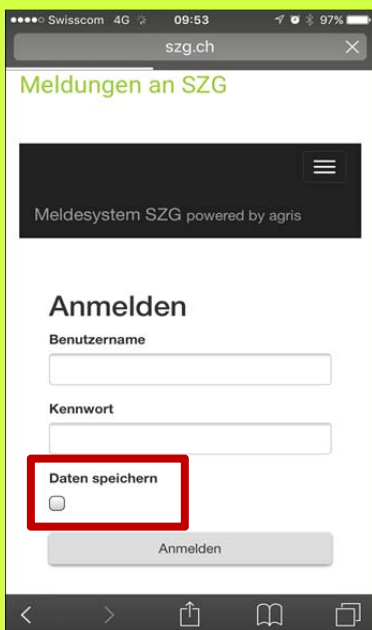 Swisscom 4G 09:53 97%
szg.ch
Meldungen an SZG
Meldesystem SZG powered by agris
Anmelden
Benutzername
Kennwort
Daten speichern
Anmelden